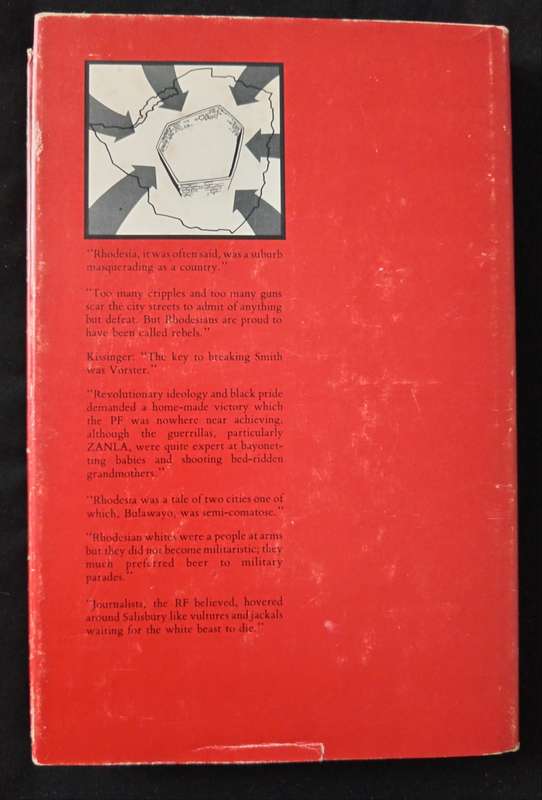 "Rhodesia, it was often said, was a suburb
masquerading as a country."
"Too many cripples and too many guns
scar the city streets to admit of anything
but defeat. But Rhodesians are proud to
have been called rebels."
Kissinger: "The key to breaking Smith
was Vorster."
"Revolutionary ideology and black pride
demanded a home-made victory which
the PF was nowhere near achieving,
although the guerrillas, particularly
ZANLA, were quite expert at bayonet-
ting babies and shooting bed-ridden
grandmothers."
"Rhodesia was a tale of two cities one of
which, Bulawayo, was semi-comatose."
"Rhodesian whites were a people at arms
but they did not become militaristic; they
much preferred beer to military
parades."
"Journalists, the RF believed, hovered
around Salisbury like vultures and jackals
waiting for the white beast to die."